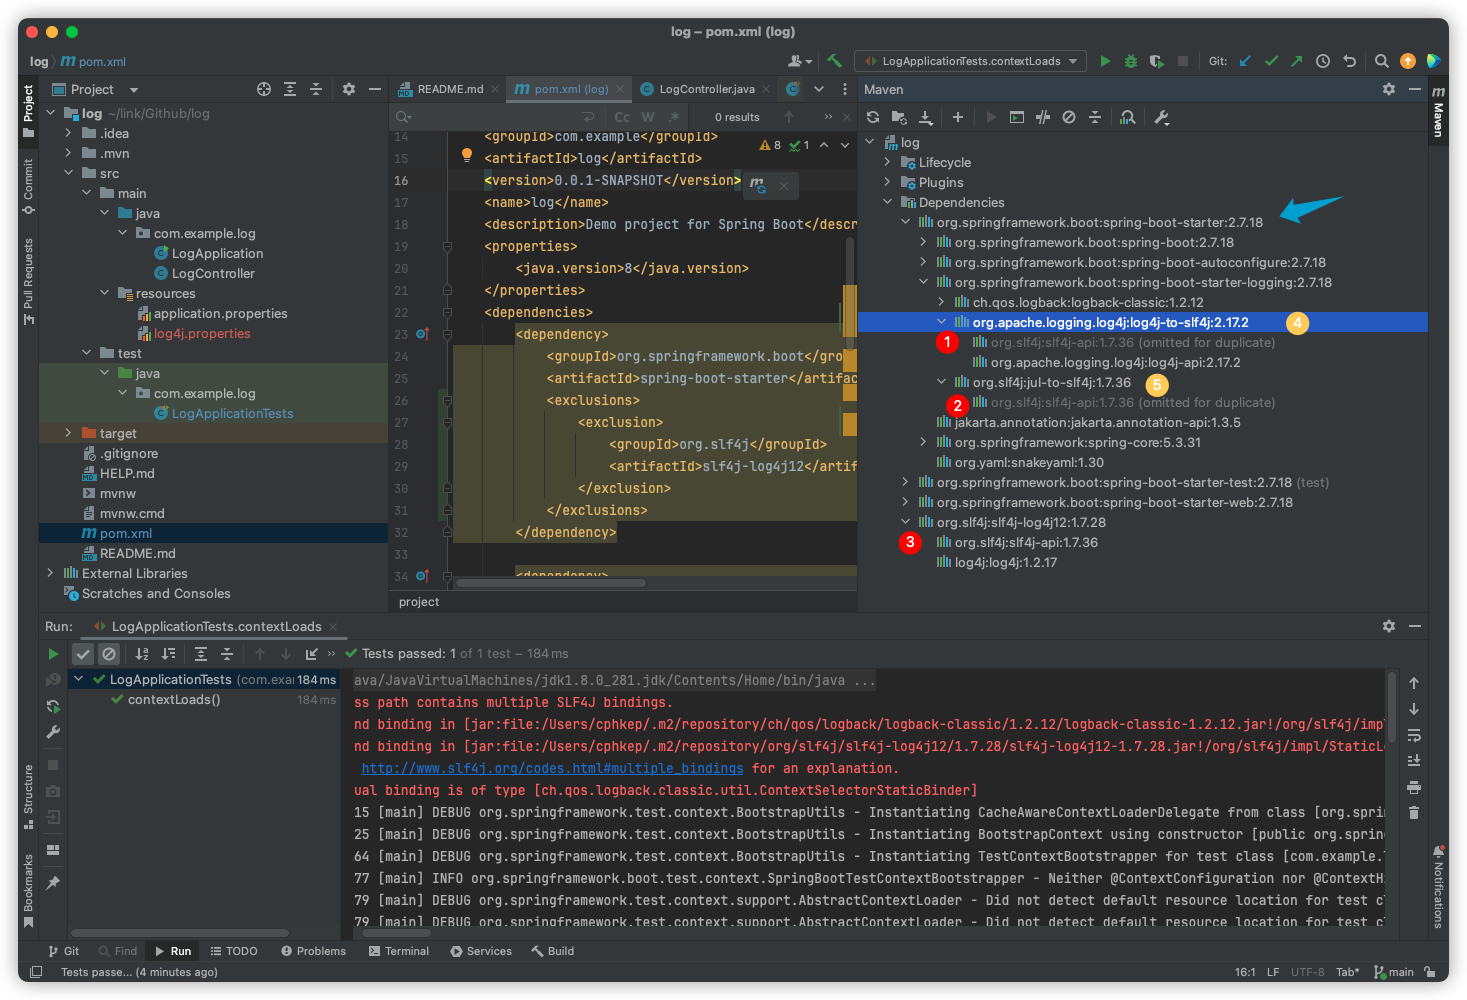 log – pom.xml (log)
log
m pom.xml
LogApplicationTests.contextLoads
Git:
Project
README.md
pom.xml (log)
LogController.java
Maven
Cc
W
.*
0 results
Project
Commit
Pull Requests
Structure
Bookmarks
log ~/link/Github/log
.idea
.mvn
src
main
java
com.example.log
LogApplication
LogController
resources
application.properties
log4j.properties
test
java
com.example.log
LogApplicationTests
target
.gitignore
HELP.md
mvnw
mvnw.cmd
pom.xml
README.md
External Libraries
Scratches and Consoles
8
1
14 <groupId>com.example</groupId>
15 <artifactId>log</artifactId>
16 <version>0.0.1-SNAPSHOT</version>
17 <name>log</name>
18 <description>Demo project for Spring Boot</descr
19 <properties>
20 <java.version>8</java.version>
21 </properties>
22 <dependencies>
23 <dependency>
24 <groupId>org.springframework.boot</gro
25 <artifactId>spring-boot-starter</artifac
26 <exclusions>
27 <exclusion>
28 <groupId>org.slf4j</groupId>
29 <artifactId>slf4j-log4j12</artif
30 </exclusion>
31 </exclusions>
32 </dependency>
33
34 <dependency>
project
log
Lifecycle
Plugins
Dependencies
org.springframework.boot:spring-boot-starter:2.7.18
org.springframework.boot:spring-boot:2.7.18
org.springframework.boot:spring-boot-autoconfigure:2.7.18
org.springframework.boot:spring-boot-starter-logging:2.7.18
ch.qos.logback:logback-classic:1.2.12
org.apache.logging.log4j:log4j-to-slf4j:2.17.2 4
1 org.slf4j:slf4j-api:1.7.36 (omitted for duplicate)
org.apache.logging.log4j:log4j-api:2.17.2
org.slf4j:jul-to-slf4j:1.7.36 5
2 org.slf4j:slf4j-api:1.7.36 (omitted for duplicate)
jakarta.annotation:jakarta.annotation-api:1.3.5
org.springframework:spring-core:5.3.31
org.yaml:snakeyaml:1.30
org.springframework.boot:spring-boot-starter-test:2.7.18 (test)
org.springframework.boot:spring-boot-starter-web:2.7.18
org.slf4j:slf4j-log4j12:1.7.28
3 org.slf4j:slf4j-api:1.7.36
log4j:log4j:1.2.17
m Maven
Notifications
Run:
LogApplicationTests.contextLoads
Tests passed: 1 of 1 test – 184 ms
LogApplicationTests (com.exa 184 ms
contextLoads() 184 ms
ava/JavaVirtualMachines/jdk1.8.0_281.jdk/Contents/Home/bin/java ...
ss path contains multiple SLF4J bindings.
nd binding in [jar:file:/Users/cphkep/.m2/repository/ch/qos/logback/logback-classic/1.2.12/logback-classic-1.2.12.jar!/org/slf4j/impl
nd binding in [jar:file:/Users/cphkep/.m2/repository/org/slf4j/slf4j-log4j12/1.7.28/slf4j-log4j12-1.7.28.jar!/org/slf4j/impl/StaticLo
http://www.slf4j.org/codes.html#multiple_bindings for an explanation.
ual binding is of type [ch.qos.logback.classic.util.ContextSelectorStaticBinder]
15 [main] DEBUG org.springframework.test.context.BootstrapUtils - Instantiating CacheAwareContextLoaderDelegate from class [org.spri
25 [main] DEBUG org.springframework.test.context.BootstrapUtils - Instantiating BootstrapContext using constructor [public org.spring
64 [main] DEBUG org.springframework.test.context.BootstrapUtils - Instantiating TestContextBootstrapper for test class [com.example.
77 [main] INFO org.springframework.boot.test.context.SpringBootTestContextBootstrapper - Neither @ContextConfiguration nor @ContextHi
179 [main] DEBUG org.springframework.test.context.support.AbstractContextLoader - Did not detect default resource location for test cl
79 [main] DEBUG org.springframework.test.context.support.AbstractContextLoader - Did not detect default resource location for test cl
Git
Find
Run
TODO
Problems
Terminal
Services
Build
Tests passe... (4 minutes ago)
16:1
LF
UTF-8
Tab*
main